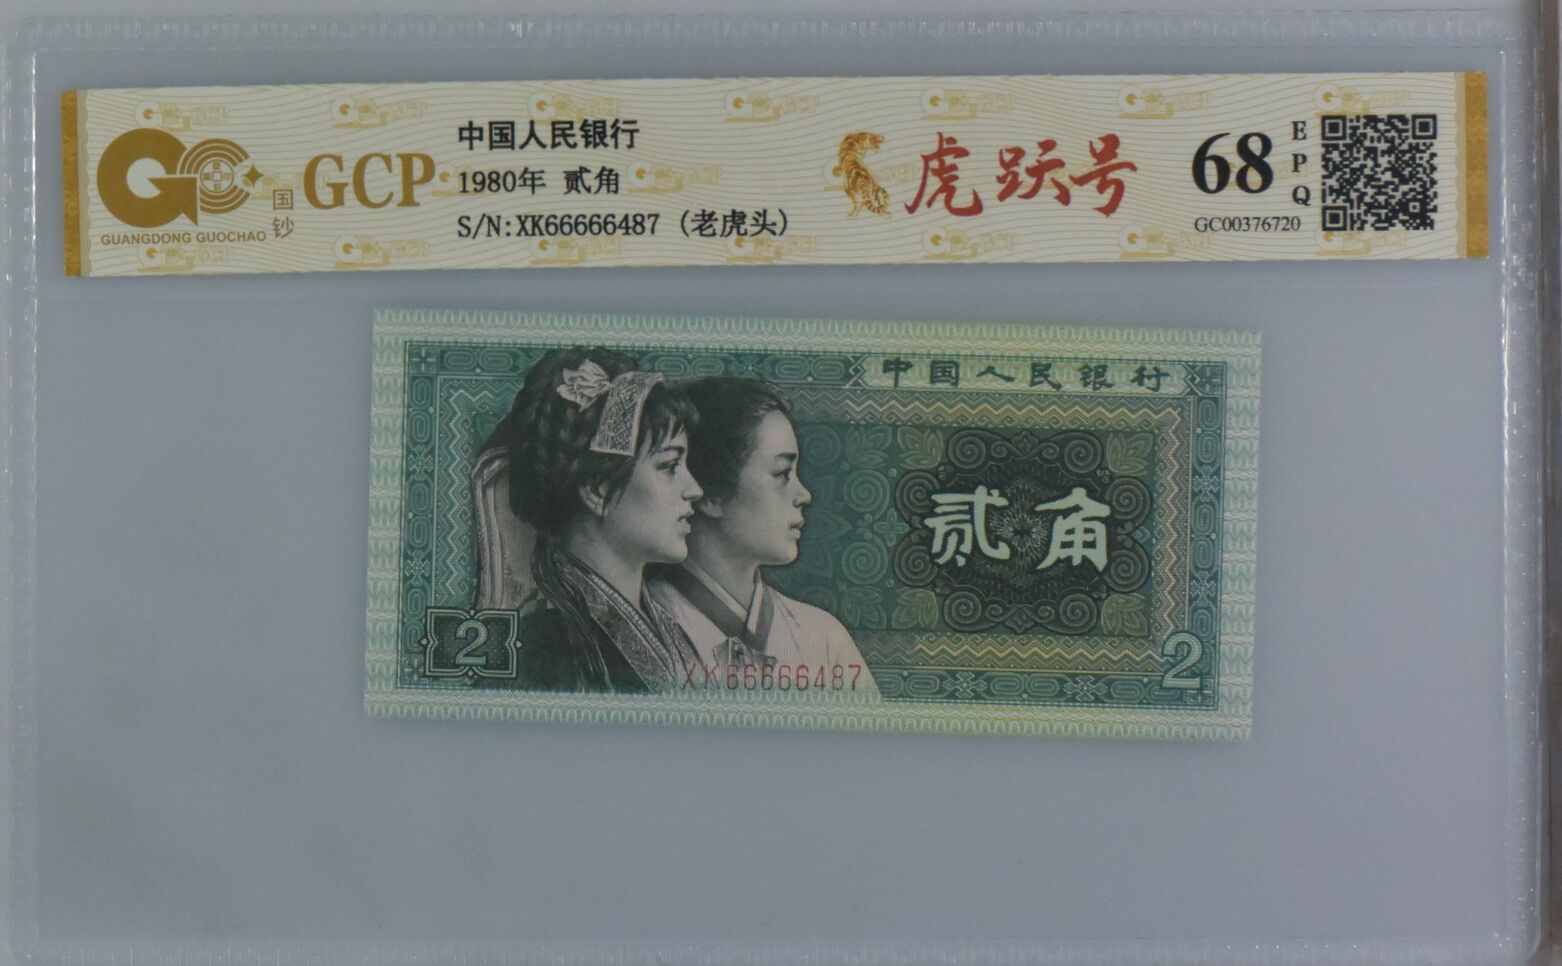 GUANGDONG GUOCHAO
国钞
GCP
中国人民银行
1980年 贰角
S/N:XK66666487 (老虎头)
虎跃号
68
EPQ
GC00376720
中国人民银行
贰角
2
2
XK66666487